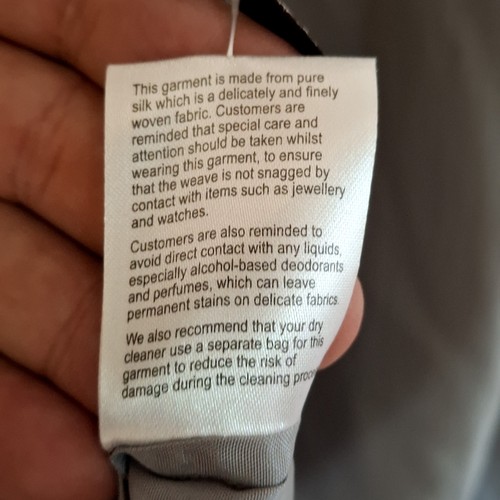 This garment is made from pure
silk which is a delicately and finely
woven fabric. Customers are
reminded that special care and
attention should be taken whilst
wearing this garment, to ensure
that the weave is not snagged by
contact with items such as jewellery
and watches.
Customers are also reminded to
avoid direct contact with any liquids,
especially alcohol-based deodorants
and perfumes, which can leave
permanent stains on delicate fabrics.
We also recommend that your dry
cleaner use a separate bag for this
garment to reduce the risk of
damage during the cleaning